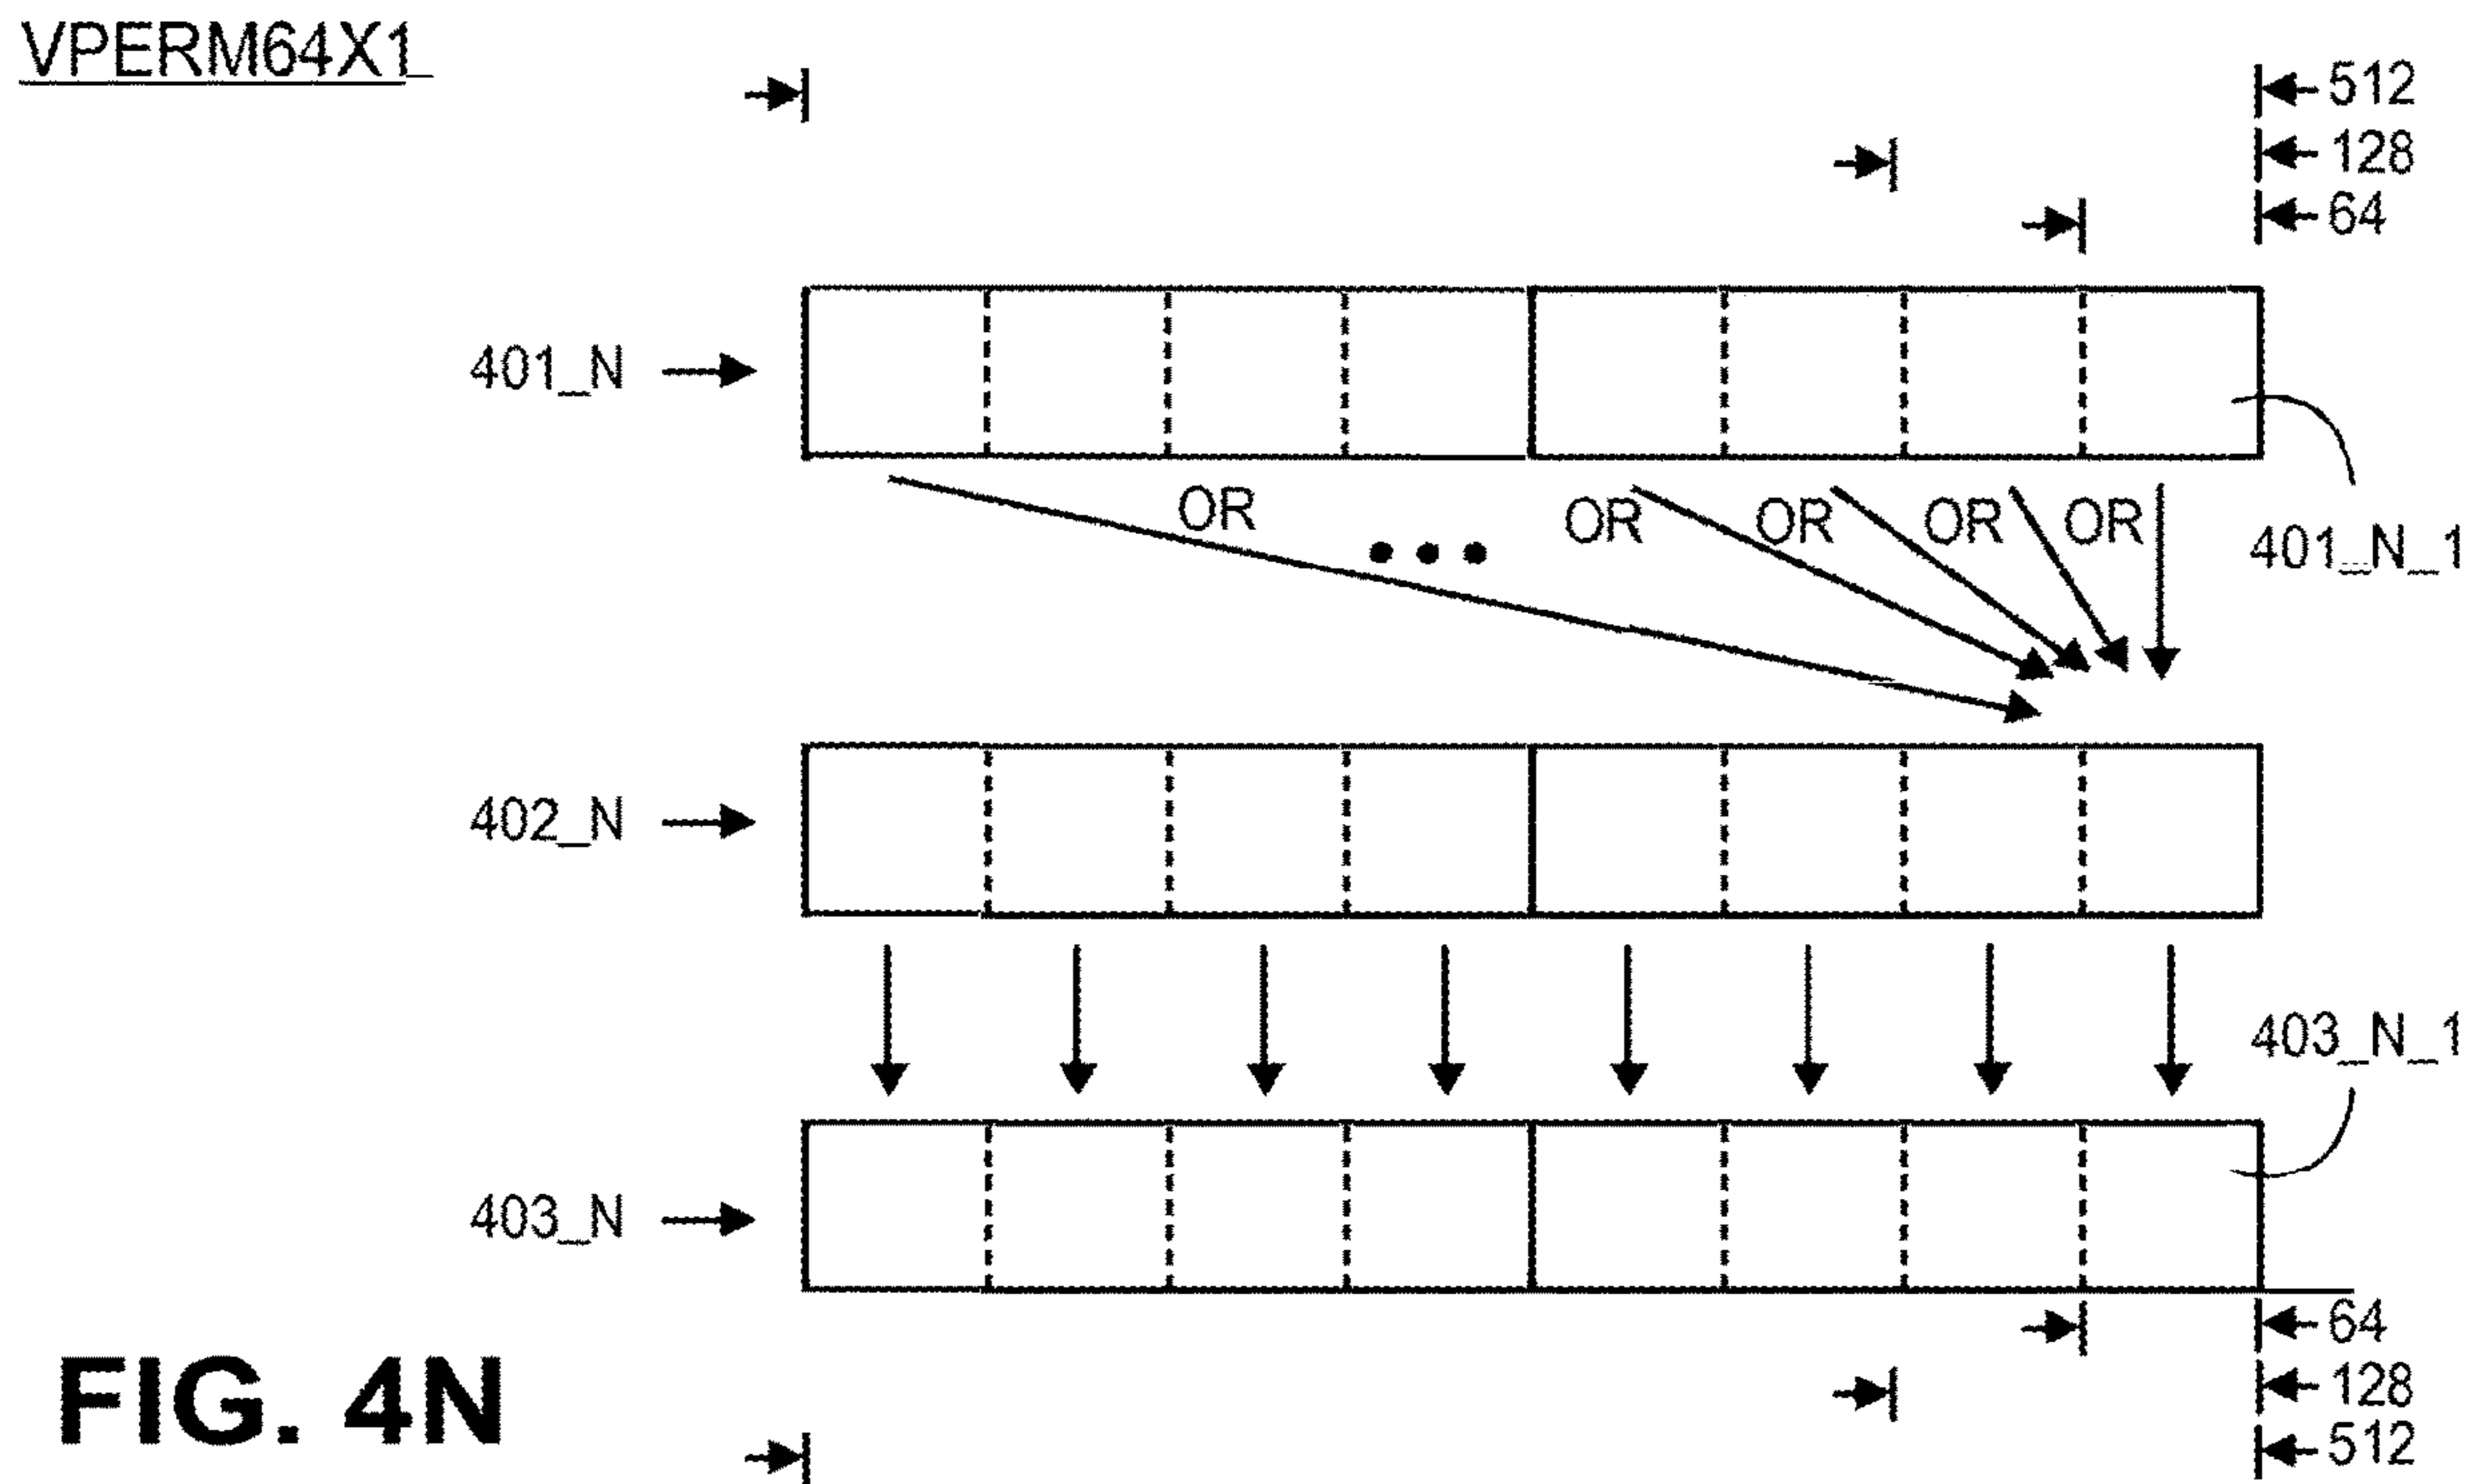 VPERM64X1
512
128
64
401_N
OR OR OR OR OR
401_N_1
402_N
403_N_1
403_N
64
128
512
FIG. 4N